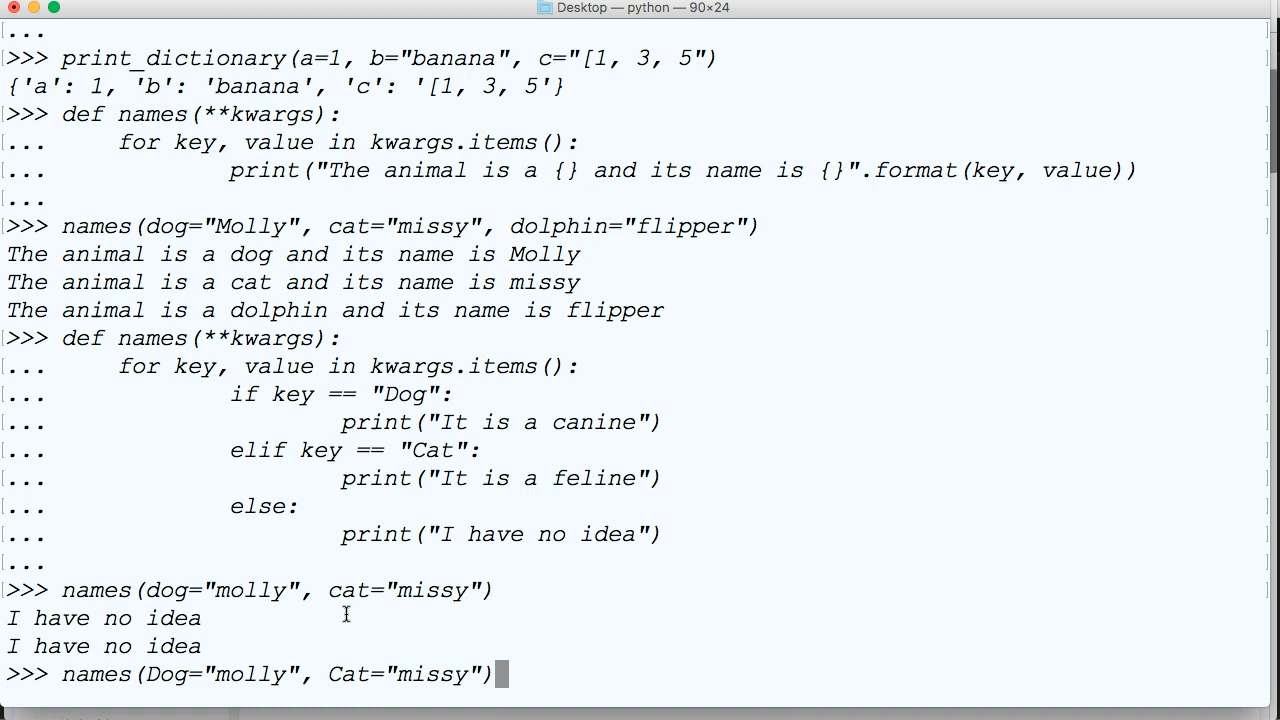 Desktop — python — 90×24
...
>>> print_dictionary(a=1, b="banana", c="[1, 3, 5")
{'a': 1, 'b': 'banana', 'c': '[1, 3, 5'}
>>> def names(**kwargs):
...     for key, value in kwargs.items():
...             print("The animal is a {} and its name is {}".format(key, value))
...
>>> names(dog="Molly", cat="missy", dolphin="flipper")
The animal is a dog and its name is Molly
The animal is a cat and its name is missy
The animal is a dolphin and its name is flipper
>>> def names(**kwargs):
...     for key, value in kwargs.items():
...             if key == "Dog":
...                     print("It is a canine")
...             elif key == "Cat":
...                     print("It is a feline")
...             else:
...                     print("I have no idea")
...
>>> names(dog="molly", cat="missy")
I have no idea
I have no idea
>>> names(Dog="molly", Cat="missy")